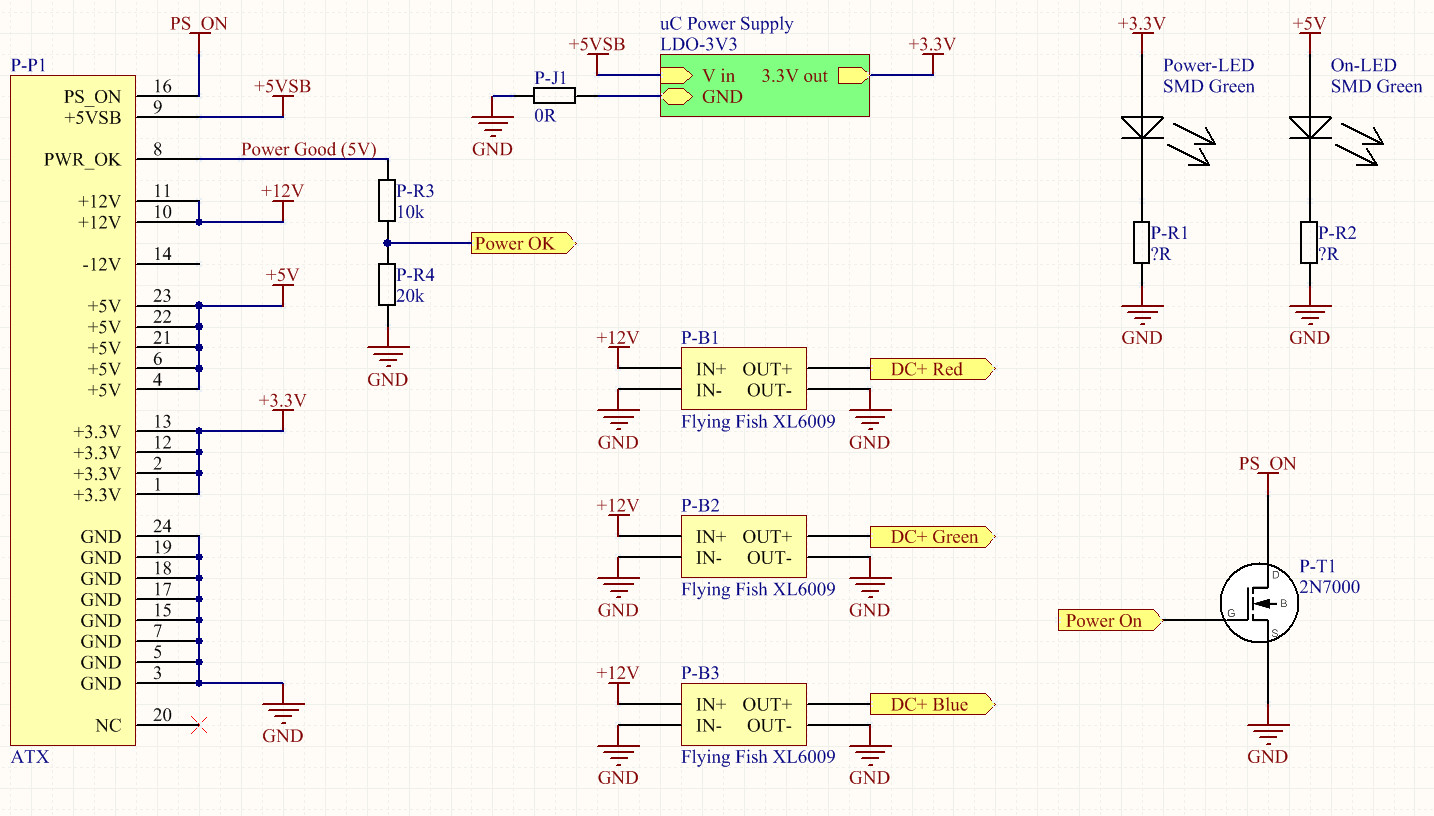 PS_ON
P-P1
PS_ON 16
+5VSB 9
+5VSB
PWR_OK 8
Power Good (5V)
+12V 11
+12V 10
+12V
-12V 14
+5V 23
+5V
+5V 22
+5V 21
+5V 6
+5V 4
+3.3V 13
+3.3V
+3.3V 12
+3.3V 2
+3.3V 1
GND 24
GND 19
GND 18
GND 17
GND 15
GND 7
GND 5
GND 3
GND
NC 20
ATX
P-R3
10k
Power OK
P-R4
20k
GND
uC Power Supply
LDO-3V3
+5VSB
+3.3V
V in 3.3V out
GND
P-J1
0R
GND
+12V
P-B1
IN+ OUT+
IN- OUT-
DC+ Red
GND
Flying Fish XL6009
GND
+12V
P-B2
IN+ OUT+
IN- OUT-
DC+ Green
GND
Flying Fish XL6009
GND
+12V
P-B3
IN+ OUT+
IN- OUT-
DC+ Blue
GND
Flying Fish XL6009
GND
+3.3V
Power-LED
SMD Green
P-R1
?R
GND
+5V
On-LED
SMD Green
P-R2
?R
GND
PS_ON
P-T1
2N7000
D
B
G
S
Power On
GND